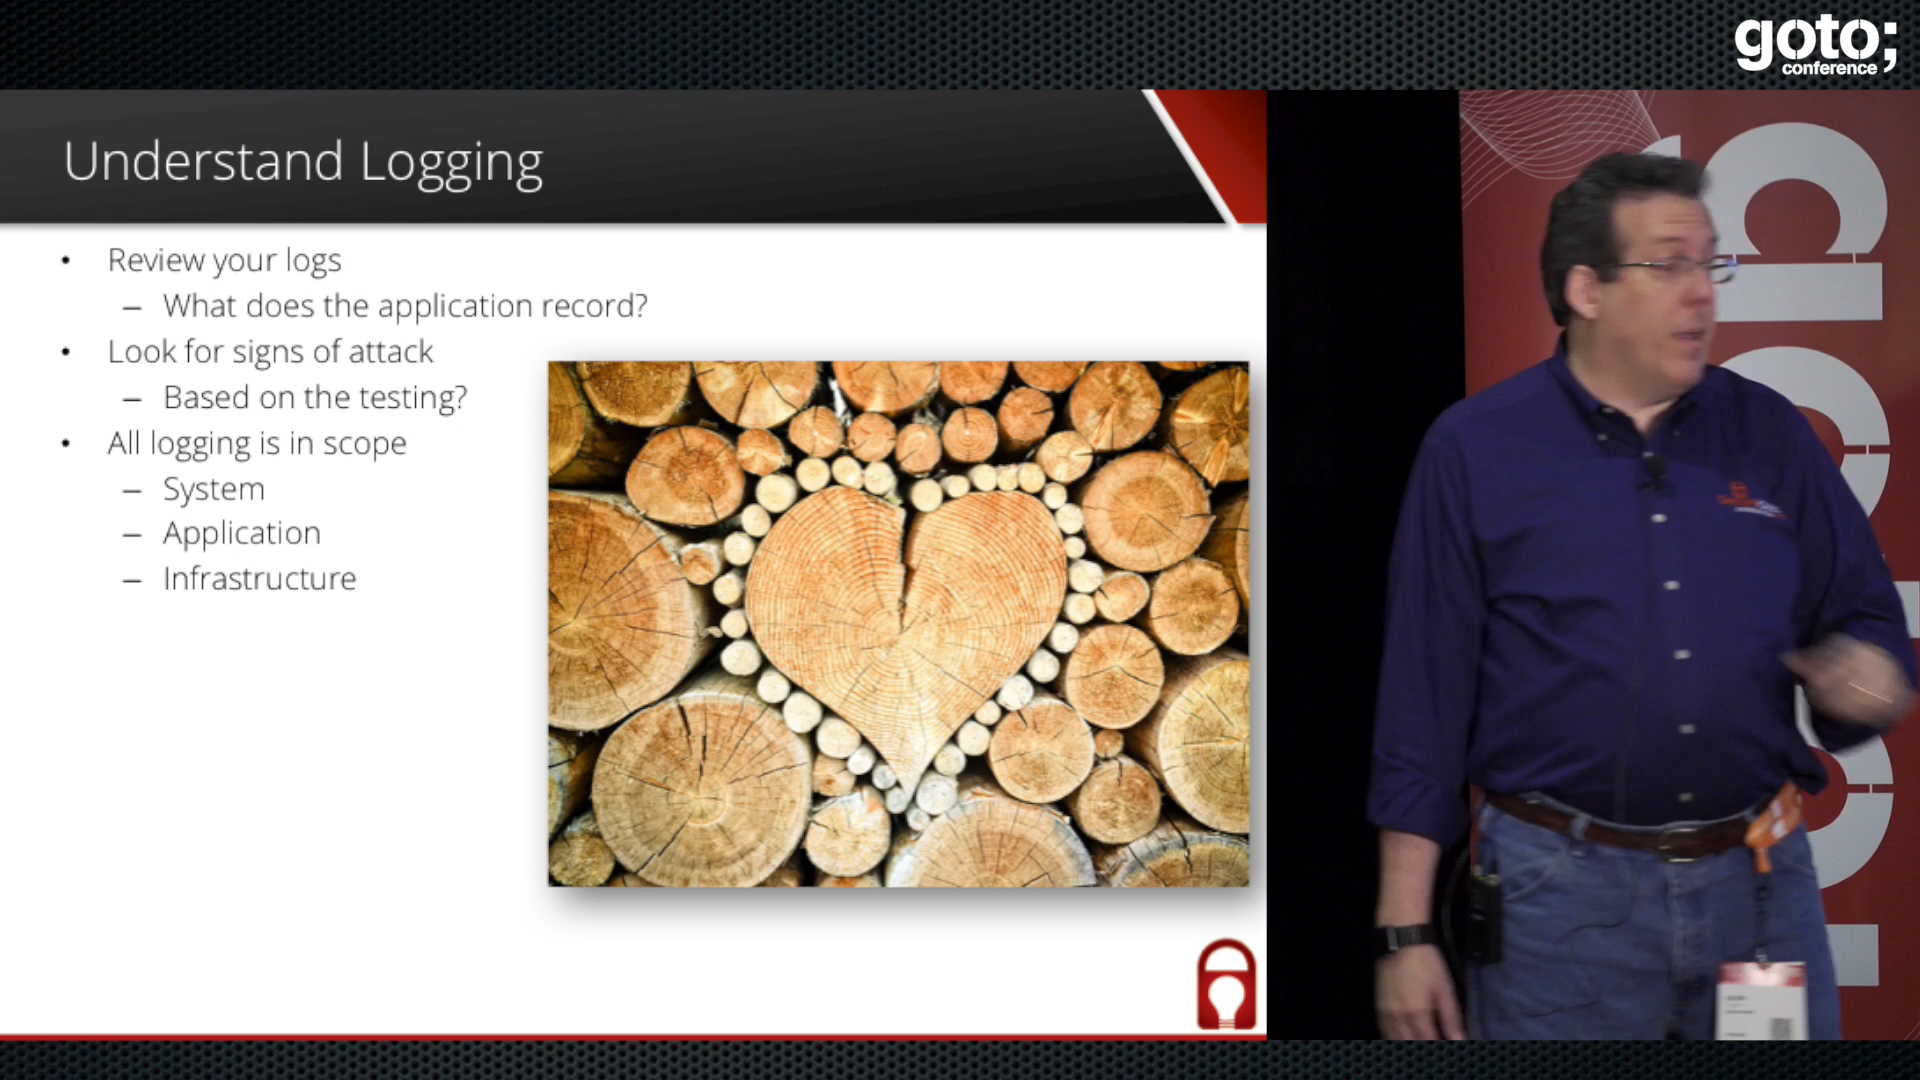 goto;
conference
Understand Logging
• Review your logs
– What does the application record?
• Look for signs of attack
– Based on the testing?
• All logging is in scope
– System
– Application
– Infrastructure